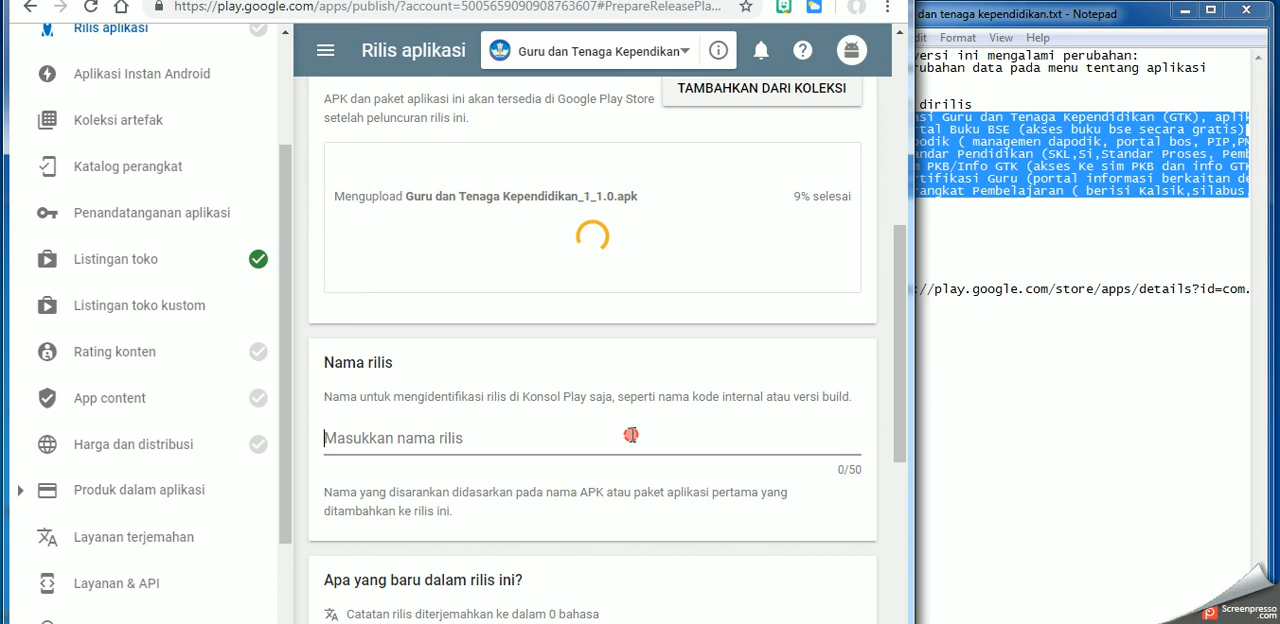 https://play.google.com/apps/publish/?account=5005659090908763607#PrepareReleasePla...
Rilis aplikasi
Aplikasi Instan Android
Koleksi artefak
Katalog perangkat
Penandatanganan aplikasi
Listingan toko
Listingan toko kustom
Rating konten
App content
Harga dan distribusi
Produk dalam aplikasi
Layanan terjemahan
Layanan & API
Rilis aplikasi
Guru dan Tenaga Kependikan
APK dan paket aplikasi ini akan tersedia di Google Play Store
setelah peluncuran rilis ini.
TAMBAHKAN DARI KOLEKSI
Mengupload Guru dan Tenaga Kependidikan_1_1.0.apk
9% selesai
Nama rilis
Nama untuk mengidentifikasi rilis di Konsol Play saja, seperti nama kode internal atau versi build.
Masukkan nama rilis
0/50
Nama yang disarankan didasarkan pada nama APK atau paket aplikasi pertama yang
ditambahkan ke rilis ini.
Apa yang baru dalam rilis ini?
Catatan rilis diterjemahkan ke dalam 0 bahasa
dan tenaga kependidikan.txt - Notepad
dit Format View Help
versi ini mengalami perubahan:
rubahan data pada menu tentang aplikasi
dirilis
asi Guru dan Tenaga Kependidikan (GTK), aplik
rtal Buku BSE (akses buku bse secara gratis)
podik ( managemen dapodik, portal bos, PIP,PM
andar Pendidikan (SKL,Si,Standar Proses, Pemb
m PKB/Info GTK (akses Ke sim PKB dan info GTK
rtifikasi Guru (portal informasi berkaitan de
rangkat Pembelajaran ( berisi Kalsik,silabus,
://play.google.com/store/apps/details?id=com.
Screenpresso
.com